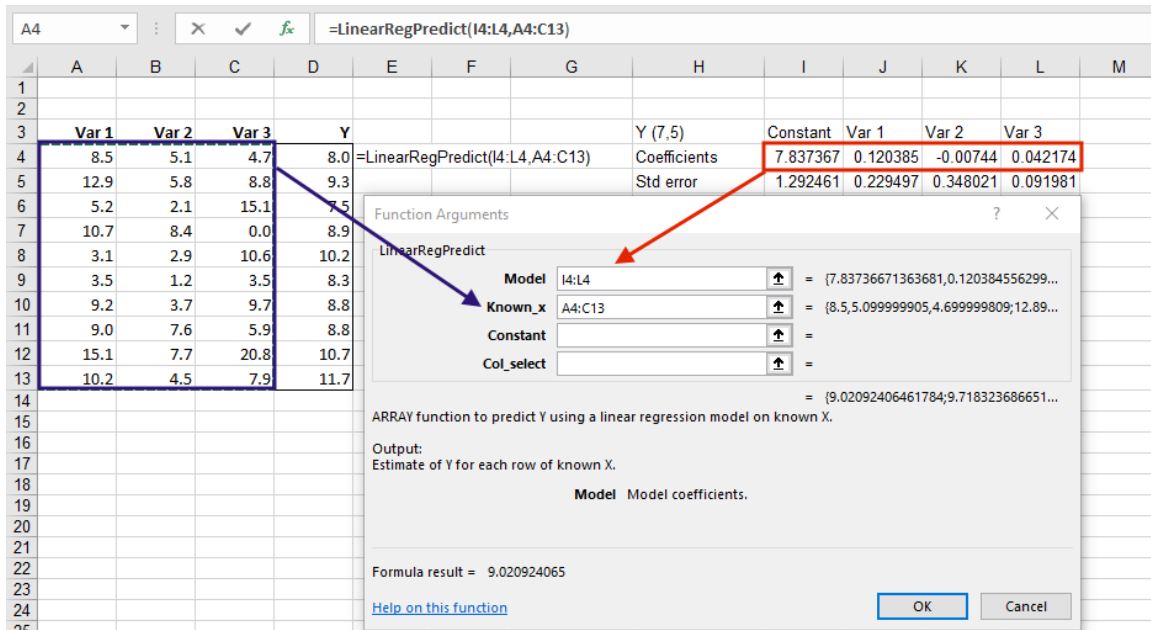 A4 =LinearRegPredict(I4:L4,A4:C13)
A B C D E F G H I J K L M
1
2
3 Var 1 Var 2 Var 3 Y Y (7,5) Constant Var 1 Var 2 Var 3
4 8.5 5.1 4.7 8.0 =LinearRegPredict(I4:L4,A4:C13) Coefficients 7.837367 0.120385 -0.00744 0.042174
5 12.9 5.8 8.8 9.3 Std error 1.292461 0.229497 0.348021 0.091981
6 5.2 2.1 15.1 7.5
7 10.7 8.4 0.0 8.9
8 3.1 2.9 10.6 10.2
9 3.5 1.2 3.5 8.3
10 9.2 3.7 9.7 8.8
11 9.0 7.6 5.9 8.8
12 15.1 7.7 20.8 10.7
13 10.2 4.5 7.9 11.7
14
15
16
17
18
19
20
21
22
23
24
25
Function Arguments ? ×
LinearRegPredict
Model I4:L4 = {7.83736671363681,0.120384556299...
Known_x A4:C13 = {8.5,5.099999905,4.699999809;12.89...
Constant =
Col_select =
= {9.02092406461784;9.718323686651...
ARRAY function to predict Y using a linear regression model on known X.
Output:
Estimate of Y for each row of known X.
Model Model coefficients.
Formula result = 9.020924065
Help on this function OK Cancel